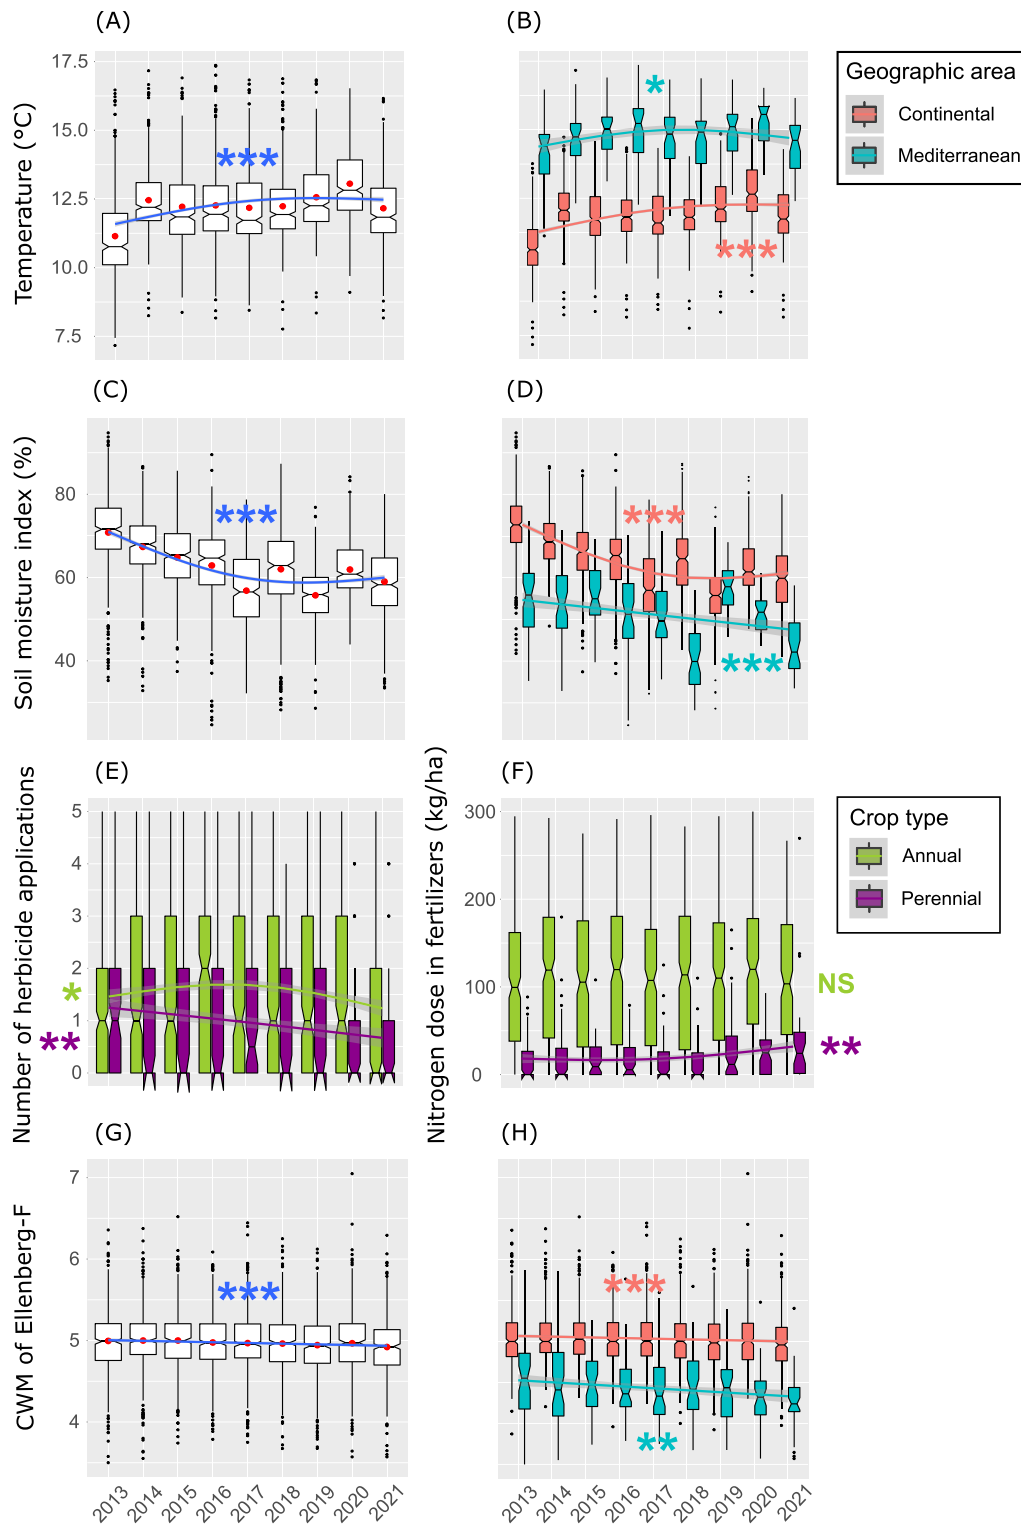 (A)
(B)
Temperature (°C)
17.5
15.0
12.5
10.0
7.5
***
*
***
Geographic area
Continental
Mediterranean
(C)
(D)
Soil moisture index (%)
80
60
40
***
***
***
(E)
(F)
Number of herbicide applications
5
4
3
2
1
0
*
**
Nitrogen dose in fertilizers (kg/ha)
300
200
100
0
NS
**
Crop type
Annual
Perennial
(G)
(H)
CWM of Ellenberg-F
7
6
5
4
***
***
**
2013 2014 2015 2016 2017 2018 2019 2020 2021
2013 2014 2015 2016 2017 2018 2019 2020 2021